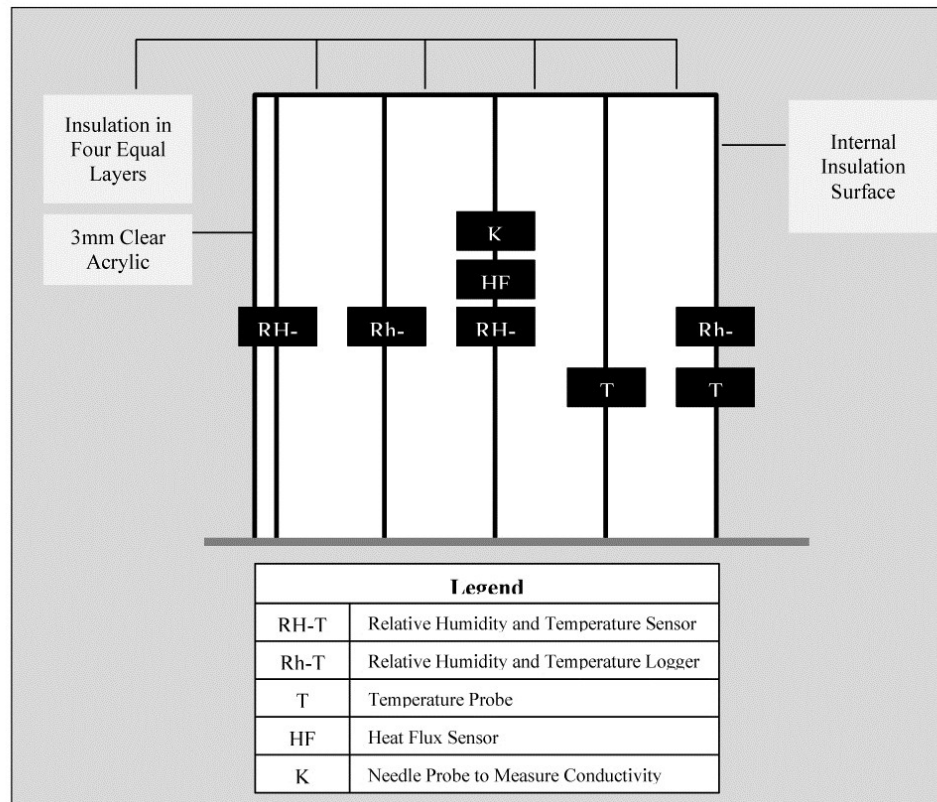 Insulation in
Four Equal
Layers
3mm Clear
Acrylic
Internal
Insulation
Surface
K
HF
RH-
Rh-
RH-
Rh-
T
T
Legend
RH-T Relative Humidity and Temperature Sensor
Rh-T Relative Humidity and Temperature Logger
T Temperature Probe
HF Heat Flux Sensor
K Needle Probe to Measure Conductivity